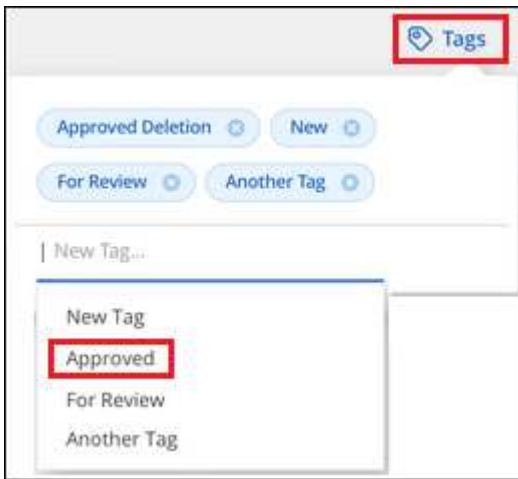 Tags
Approved Deletion New
For Review Another Tag
New Tag...
New Tag
Approved
For Review
Another Tag